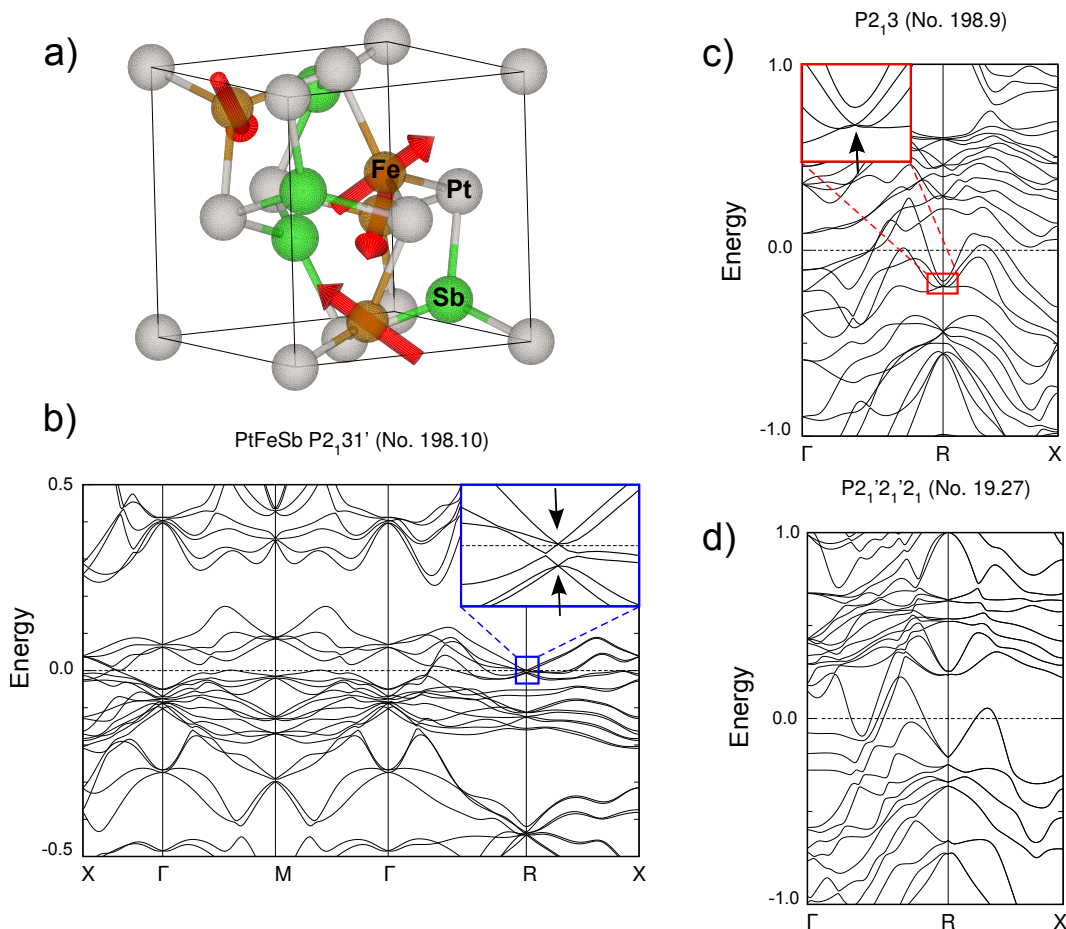 a)
Fe
Pt
Sb
b)
PtFeSb P2₁31' (No. 198.10)
0.5
Energy
0.0
-0.5
X Γ M Γ R X
c)
P2₁3 (No. 198.9)
1.0
Energy
0.0
-1.0
Γ R X
d)
P2₁'2₁'2₁ (No. 19.27)
1.0
Energy
0.0
-1.0
Γ R X